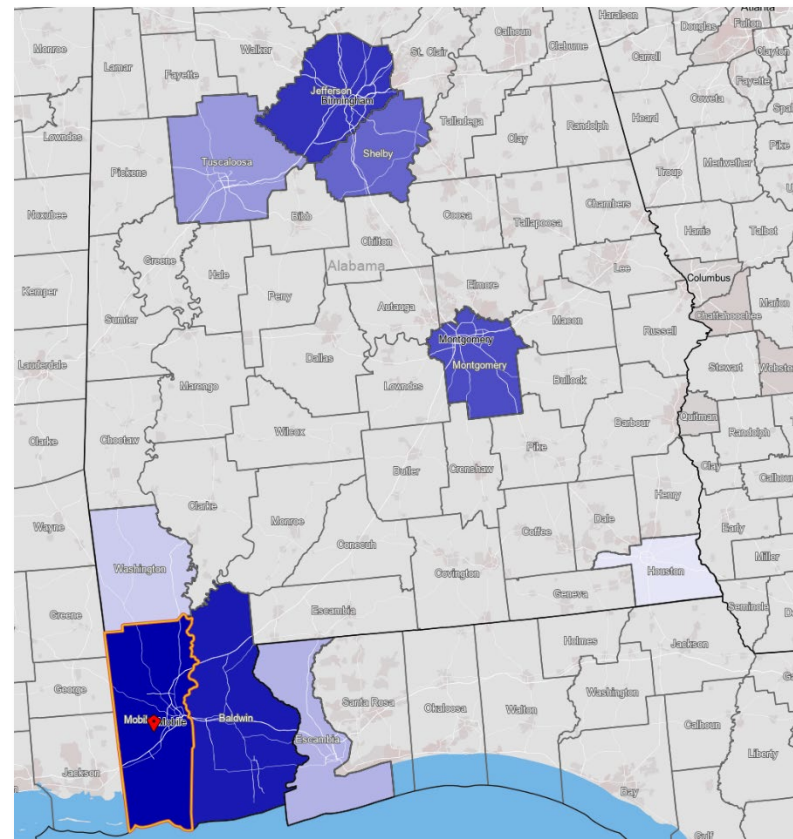 Atlanta
Haralson
Douglas
Fulton
Monroe
Calhoun
Cleburne
Walker
St. Clair
Clayton
Carroll
Lamar
Fayette
Fayette
Jefferson
Birmingham
Coweta
Talladega
Randolph
Heard
Spal
Clay
Lowndes
Shelby
Pike
Tuscaloosa
Meriwether
Pickens
Troup
Chambers
Bibb
Coosa
Tallapoosa
Noxubee
Harris
Talbot
Chilton
Greene
Hale
Alabama
Lee
Elmore
Columbus
Kemper
Perry
Autauga
Marion
Sumter
Macon
Chattahoochee
Russell
Montgomery
Dallas
Montgomery
Stewart
Webste
Lauderdale
Lowndes
Bullock
Marengo
Quitman
Barbour
Randolph
Clarke
Choctaw
Wilcox
Pike
Butler
Crenshaw
Clay
Calhoun
Henry
Clarke
Wayne
Monroe
Dale
Coffee
Early
Conecuh
Miller
Washington
Covington
Houston
Geneva
Seminole
Greene
Escambia
Holmes
Jackson
George
Washington
Santa Rosa
Okaloosa
Walton
Mobil
Mobile
Baldwin
Calhoun
Escambia
Liberty
Jackson
Bay
Gulf